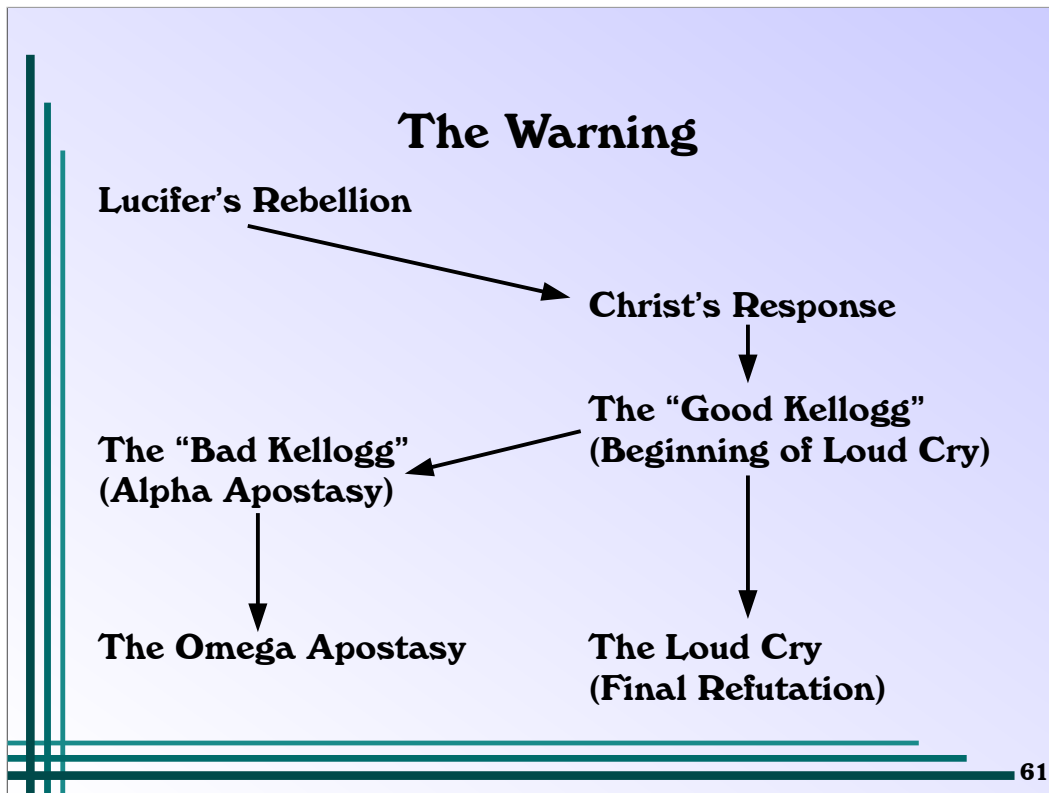 The Warning
Lucifer’s Rebellion
Christ’s Response
The “Good Kellogg”
(Beginning of Loud Cry)
The “Bad Kellogg”
(Alpha Apostasy)
The Omega Apostasy
The Loud Cry
(Final Refutation)
61